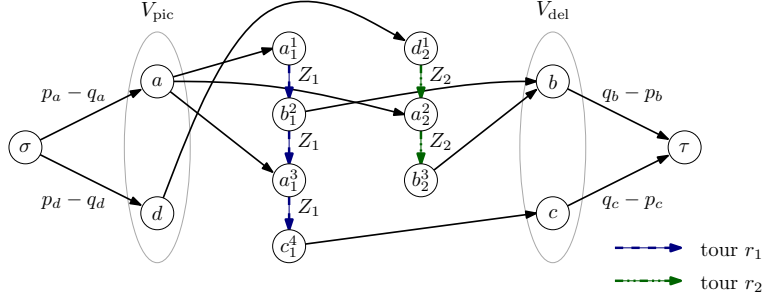 V_pic V_del
a_1^1 d_2^1
Z_1 Z_2
p_a − q_a a b q_b − p_b
b_1^2 a_2^2
σ Z_1 Z_2 τ
a_1^3 b_2^3
p_d − q_d d Z_1 c q_c − p_c
c_1^4
tour r_1
tour r_2